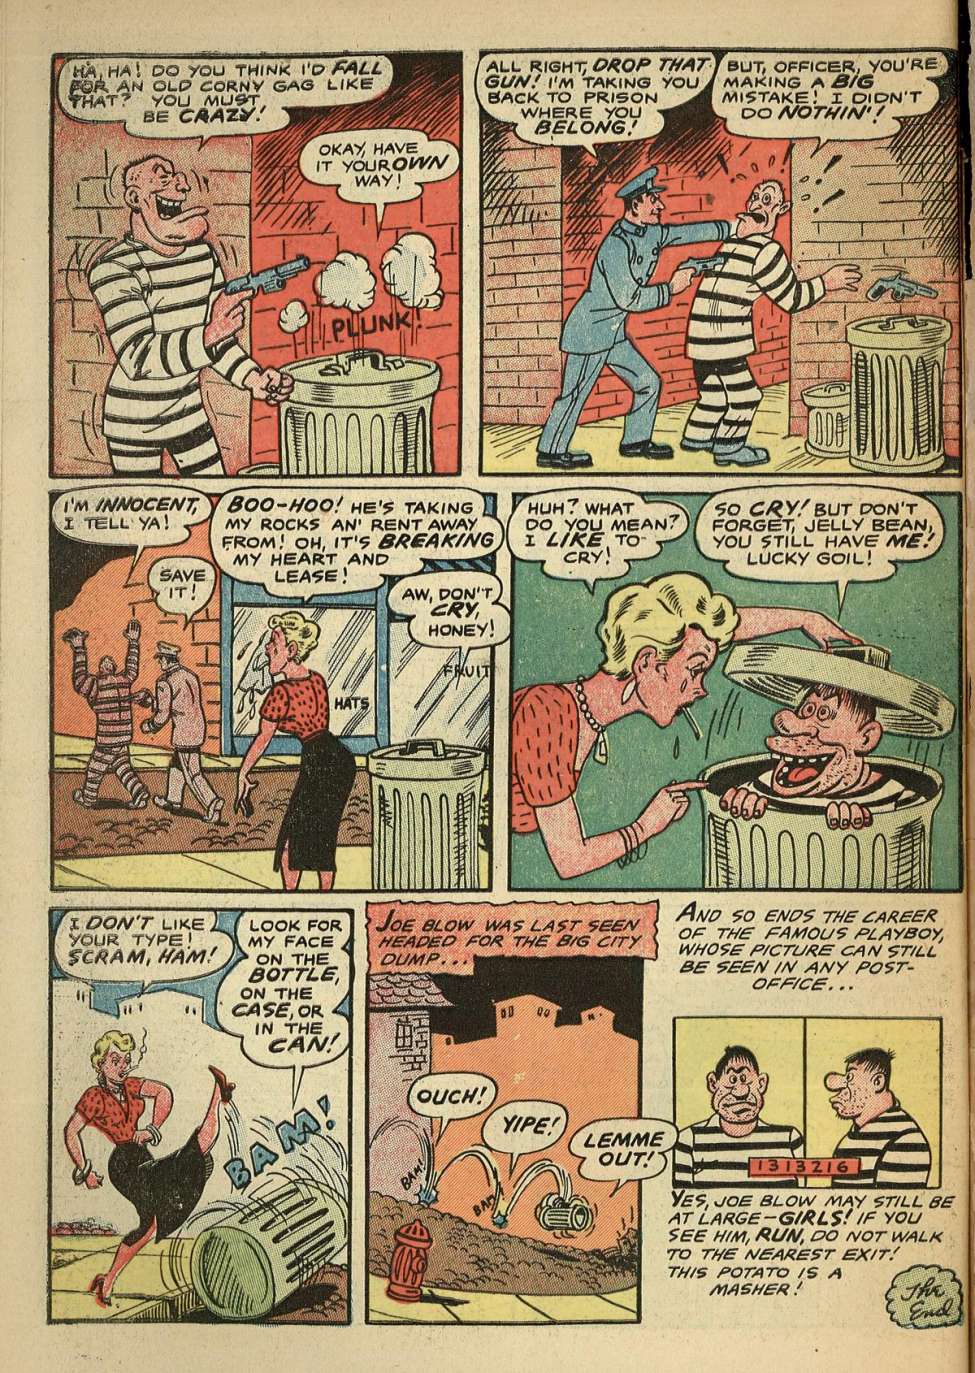 HA, HA! DO YOU THINK I'D FALL
FOR AN OLD CORNY GAG LIKE
THAT? YOU MUST
BE CRAZY!
OKAY, HAVE
IT YOUR OWN
WAY!
PLUNK!
ALL RIGHT, DROP THAT
GUN! I'M TAKING YOU
BACK TO PRISON
WHERE YOU
BELONG!
BUT, OFFICER, YOU'RE
MAKING A BIG
MISTAKE! I DIDN'T
DO NOTHIN'!
I'M INNOCENT,
I TELL YA!
SAVE
IT!
BOO-HOO! HE'S TAKING
MY ROCKS AN' RENT AWAY
FROM! OH, IT'S BREAKING
MY HEART AND
LEASE!
AW, DON'T
CRY,
HONEY!
HATS
FRUIT
HUH? WHAT
DO YOU MEAN?
I LIKE TO
CRY!
SO CRY! BUT DON'T
FORGET, JELLY BEAN,
YOU STILL HAVE ME!
LUCKY GOIL!
I DON'T LIKE
YOUR TYPE!
SCRAM, HAM!
LOOK FOR
MY FACE
ON THE
BOTTLE,
ON THE
CASE, OR
IN THE
CAN!
BAM!
JOE BLOW WAS LAST SEEN
HEADED FOR THE BIG CITY
DUMP...
OUCH!
YIPE!
LEMME
OUT!
BAM!
BAM!
AND SO ENDS THE CAREER
OF THE FAMOUS PLAYBOY,
WHOSE PICTURE CAN STILL
BE SEEN IN ANY POST-
OFFICE...
1313216
YES, JOE BLOW MAY STILL BE
AT LARGE-GIRLS! IF YOU
SEE HIM, RUN, DO NOT WALK
TO THE NEAREST EXIT!
THIS POTATO IS A
MASHER!
The
End